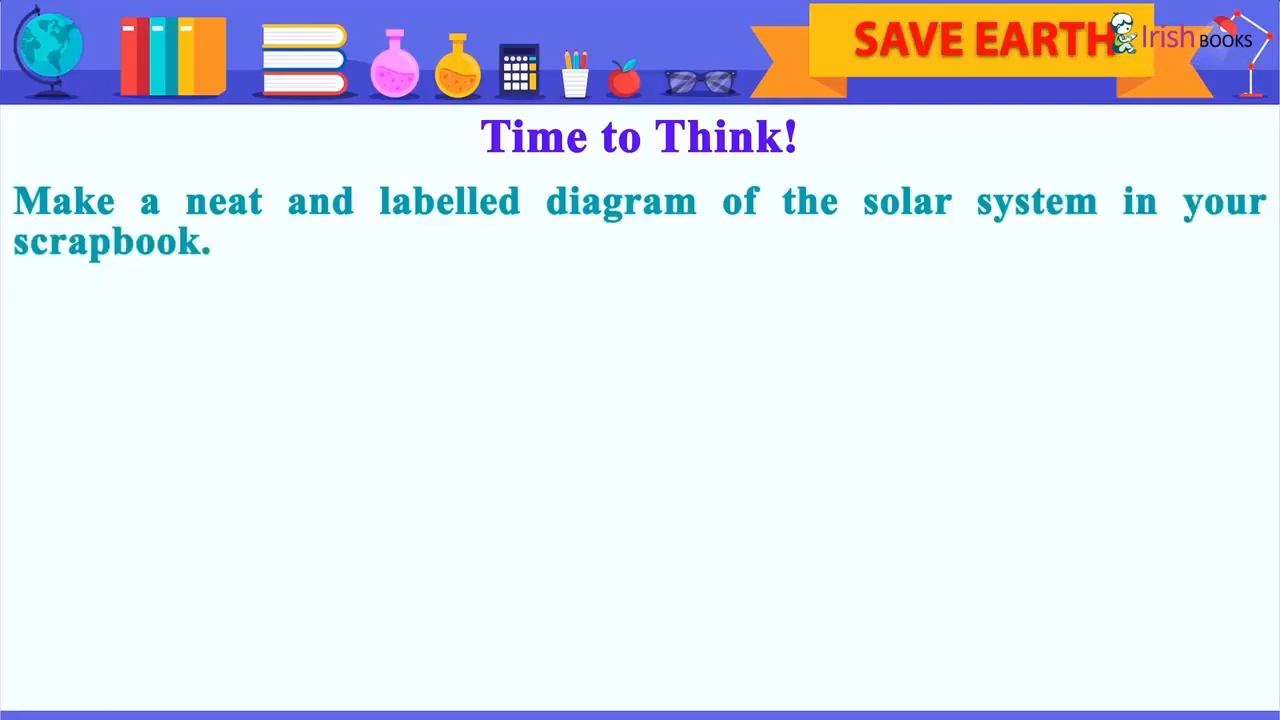 SAVE EARTH
Irish BOOKS
Time to Think!
Make a neat and labelled diagram of the solar system in your
scrapbook.